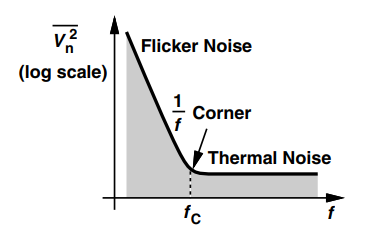 V_n^2
(log scale)
Flicker Noise
1/f Corner
Thermal Noise
f_C
f